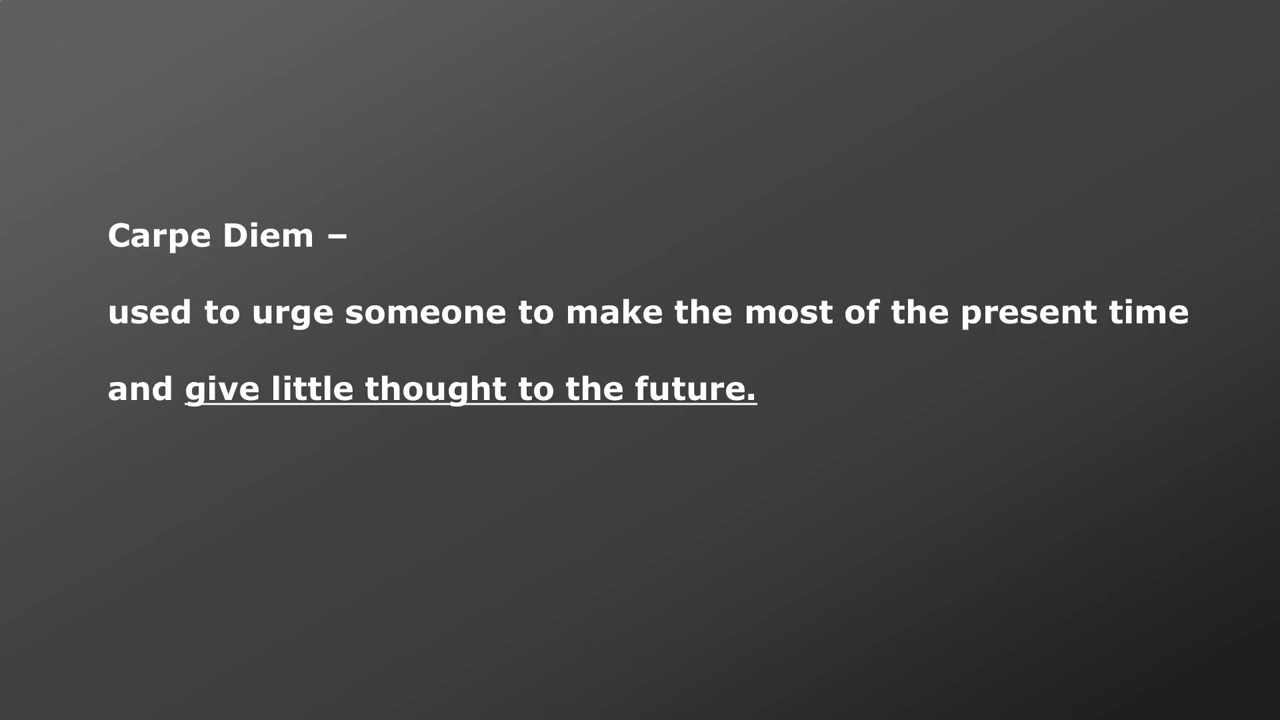 Carpe Diem –
used to urge someone to make the most of the present time
and give little thought to the future.